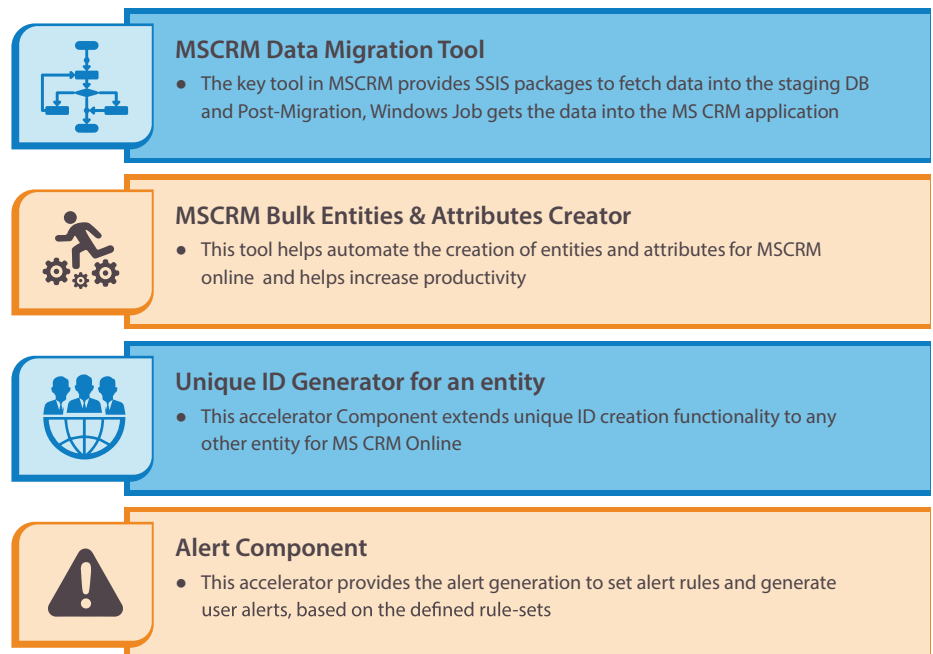 MSCRM Data Migration Tool
● The key tool in MSCRM provides SSIS packages to fetch data into the staging DB
and Post-Migration, Windows Job gets the data into the MS CRM application
MSCRM Bulk Entities & Attributes Creator
● This tool helps automate the creation of entities and attributes for MSCRM
online and helps increase productivity
Unique ID Generator for an entity
● This accelerator Component extends unique ID creation functionality to any
other entity for MS CRM Online
Alert Component
● This accelerator provides the alert generation to set alert rules and generate
user alerts, based on the defined rule-sets